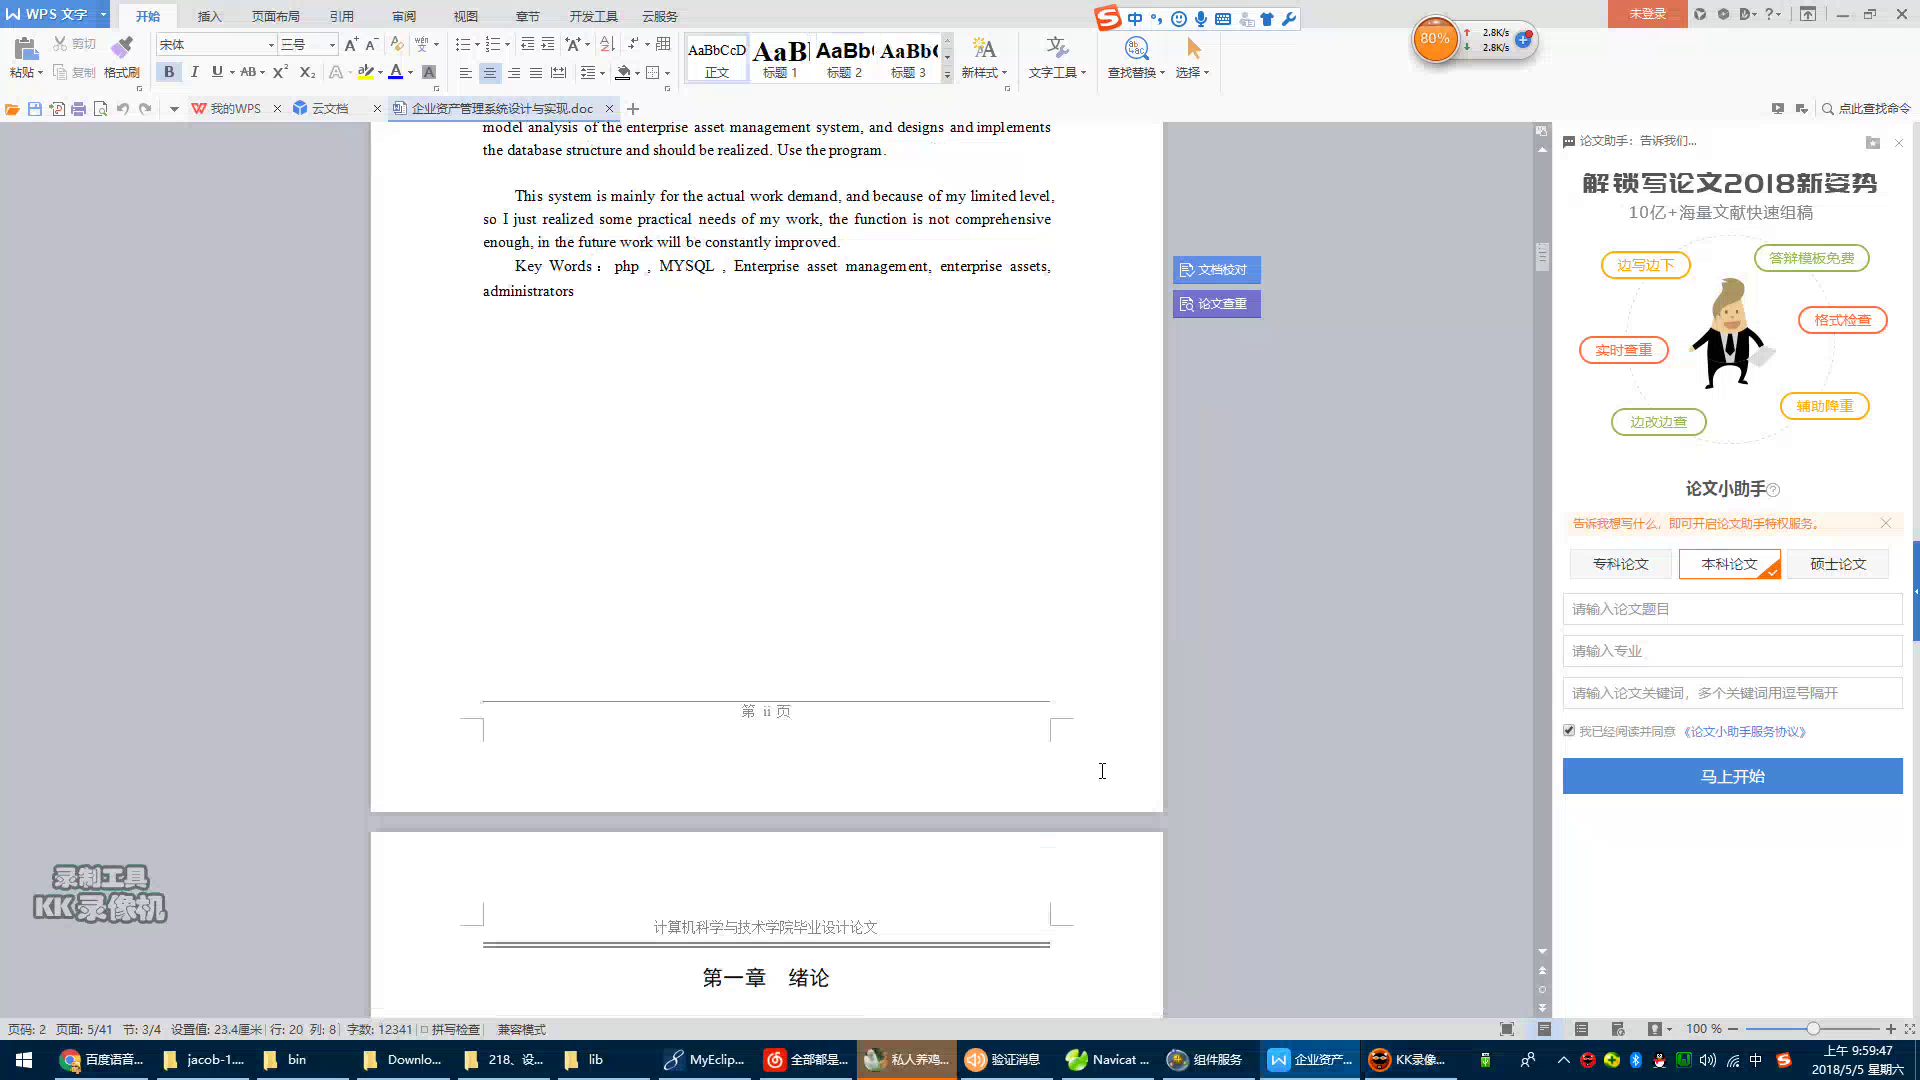 WPS 文字
开始
插入
页面布局
引用
审阅
视图
章节
开发工具
云服务
中
未登录
80%
2.8K/s
2.8K/s
粘贴
剪切
复制
格式刷
宋体
三号
B I U AB X² X₂
AaBbCcD
正文
AaB
标题 1
AaBb
标题 2
AaBb
标题 3
新样式
文字工具
查找替换
选择
我的WPS
云文档
企业资产管理系统设计与实现.doc
点此查找命令
model analysis of the enterprise asset management system, and designs and implements
the database structure and should be realized. Use the program.
This system is mainly for the actual work demand, and because of my limited level,
so I just realized some practical needs of my work, the function is not comprehensive
enough, in the future work will be constantly improved.
Key Words： php , MYSQL , Enterprise asset management, enterprise assets,
administrators
第 ii 页
文档校对
论文查重
计算机科学与技术学院毕业设计论文
第一章 绪论
录制工具
KK录像机
论文助手：告诉我们...
解锁写论文2018新姿势
10亿+海量文献快速组稿
边写边下
答辩模板免费
格式检查
实时查重
辅助降重
边改边查
论文小助手
告诉我想写什么，即可开启论文助手特权服务。
专科论文
本科论文
硕士论文
请输入论文题目
请输入专业
请输入论文关键词，多个关键词用逗号隔开
我已经阅读并同意 《论文小助手服务协议》
马上开始
页码: 2 页面: 5/41 节: 3/4 设置值: 23.4厘米 行: 20 列: 8 字数: 12341 拼写检查 兼容模式
100 %
百度语音...
jacob-1....
bin
Downlo...
218、设...
lib
MyEclip...
全部都是...
私人养鸡...
验证消息
Navicat ...
组件服务
企业资产...
KK录像...
中
上午 9:59:47
2018/5/5 星期六